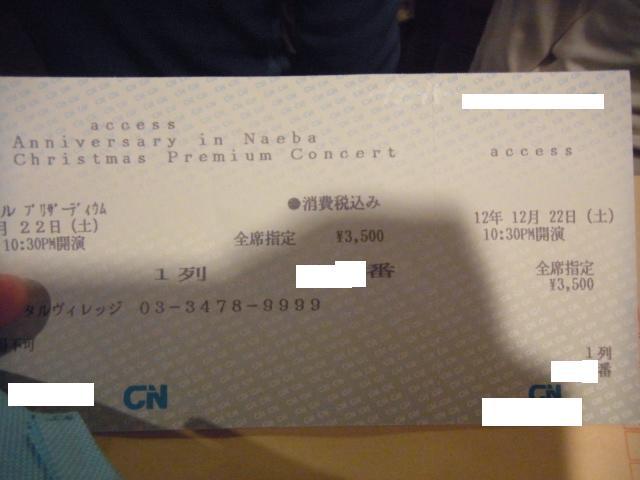 access
Anniversary in Naeba
Christmas Premium Concert
access
ル ブリザーディウム
●消費税込み
月 22日 (土)
12年 12月 22日 (土)
10:30PM開演
全席指定 ¥3,500
10:30PM開演
1列 番
全席指定
¥3,500
タルヴィレッジ 03-3478-9999
不可
1列
番
CN
CN